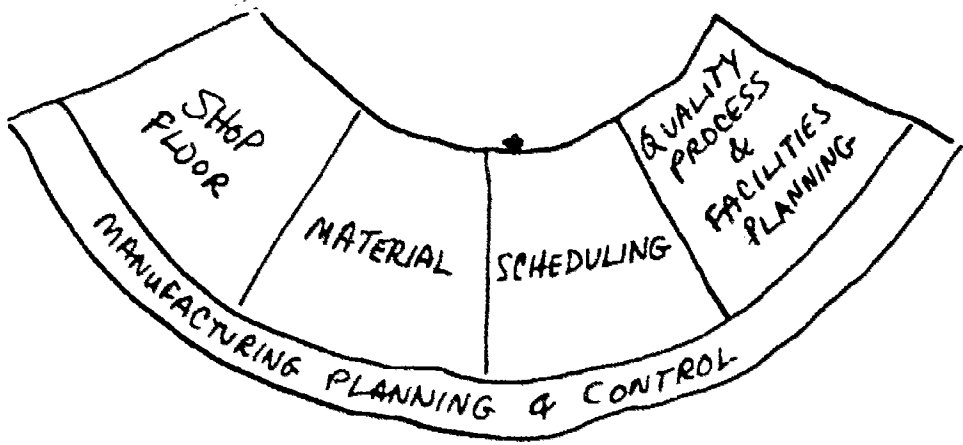 SHOP
FLOOR
MATERIAL
SCHEDULING
QUALITY
PROCESS
&
FACILITIES
PLANNING
MANUFACTURING PLANNING & CONTROL